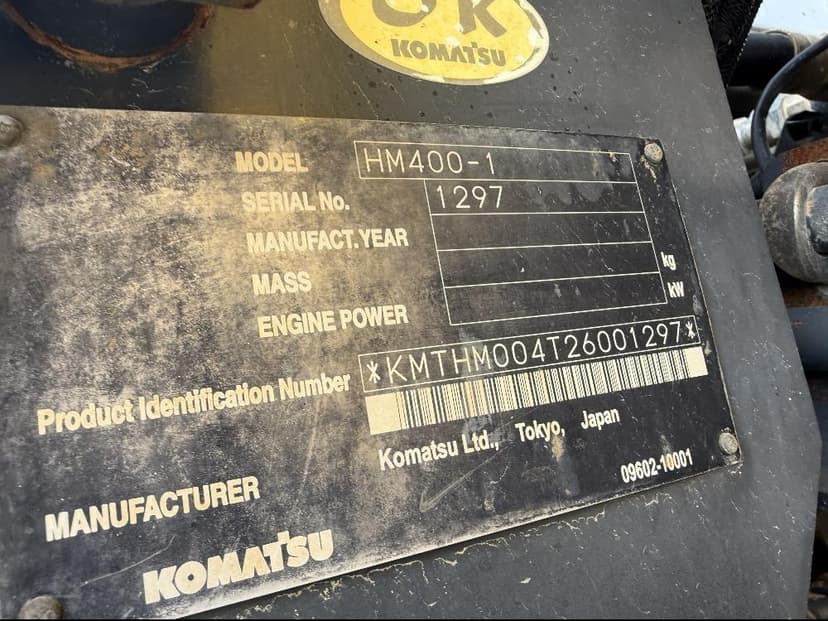 OK
KOMATSU
MODEL HM400-1
SERIAL No. 1297
MANUFACT. YEAR
MASS kg
ENGINE POWER kW
Product Identification Number *KMTHM004T26001297*
Komatsu Ltd., Tokyo, Japan
09602-10001
MANUFACTURER
KOMATSU